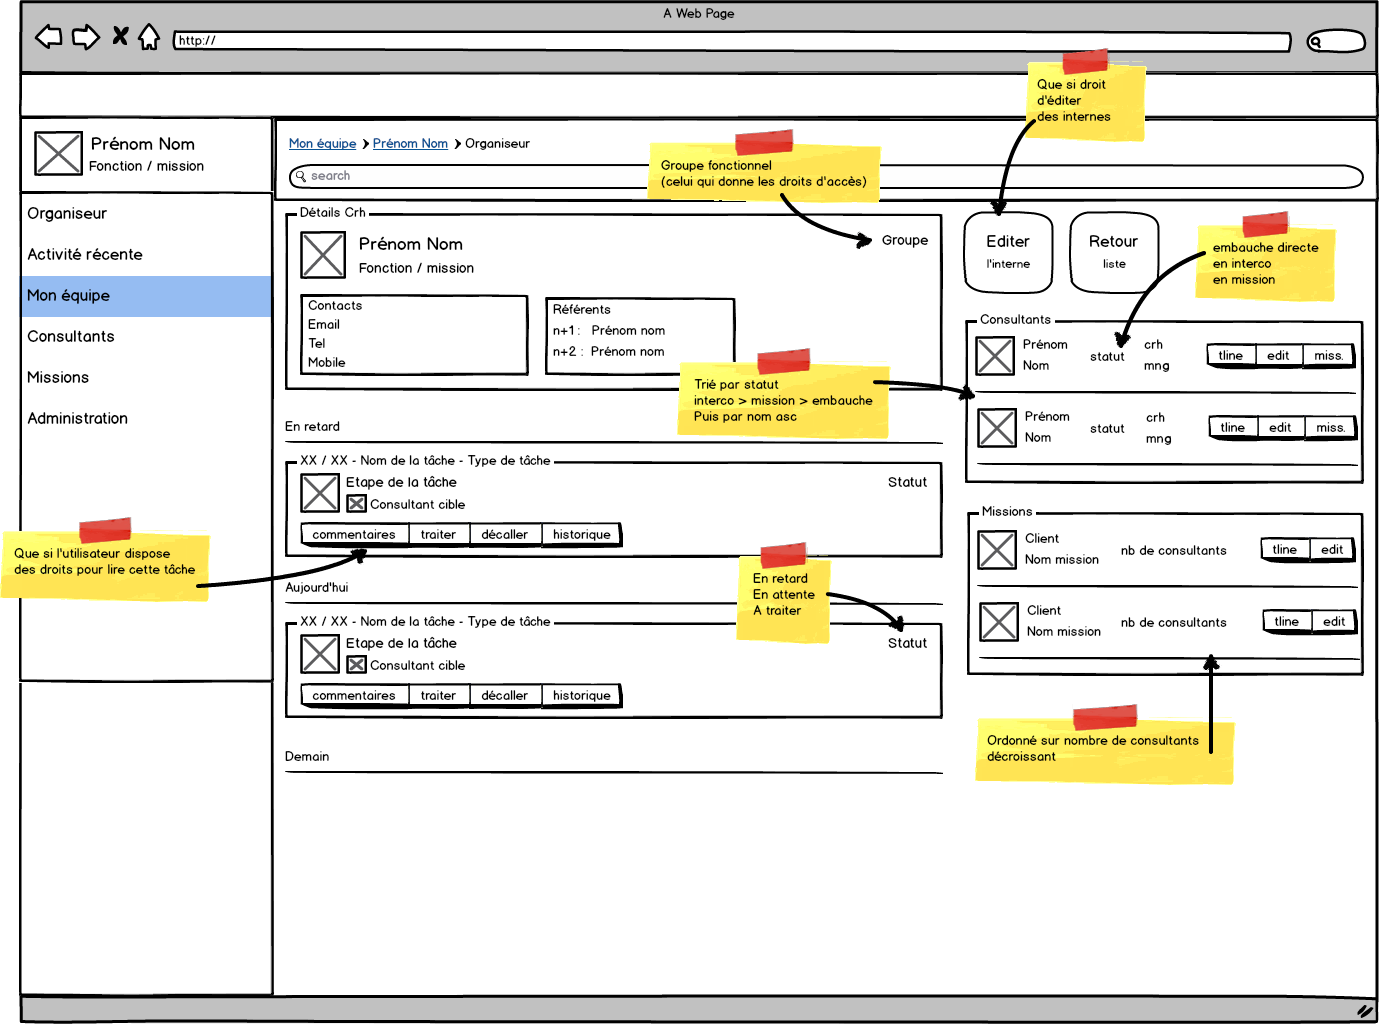 A Web Page
http://
Que si droit
d'éditer
des internes
Prénom Nom
Fonction / mission
Mon équipe > Prénom Nom > Organiseur
search
Groupe fonctionnel
(celui qui donne les droits d'accès)
Organiseur
Activité récente
Mon équipe
Consultants
Missions
Administration
Détails Crh
Prénom Nom
Fonction / mission
Groupe
Contacts
Email
Tel
Mobile
Référents
n+1 : Prénom nom
n+2 : Prénom nom
Editer
l'interne
Retour
liste
embauche directe
en interco
en mission
Trié par statut
interco > mission > embauche
Puis par nom asc
Consultants
Prénom
Nom
statut
crh
mng
tline edit miss.
Prénom
Nom
statut
crh
mng
tline edit miss.
En retard
XX / XX - Nom de la tâche - Type de tâche
Etape de la tâche
Consultant cible
Statut
commentaires traiter décaller historique
Que si l'utilisateur dispose
des droits pour lire cette tâche
Aujourd'hui
En retard
En attente
A traiter
XX / XX - Nom de la tâche - Type de tâche
Etape de la tâche
Consultant cible
Statut
commentaires traiter décaller historique
Demain
Missions
Client
Nom mission
nb de consultants
tline edit
Client
Nom mission
nb de consultants
tline edit
Ordonné sur nombre de consultants
décroissant